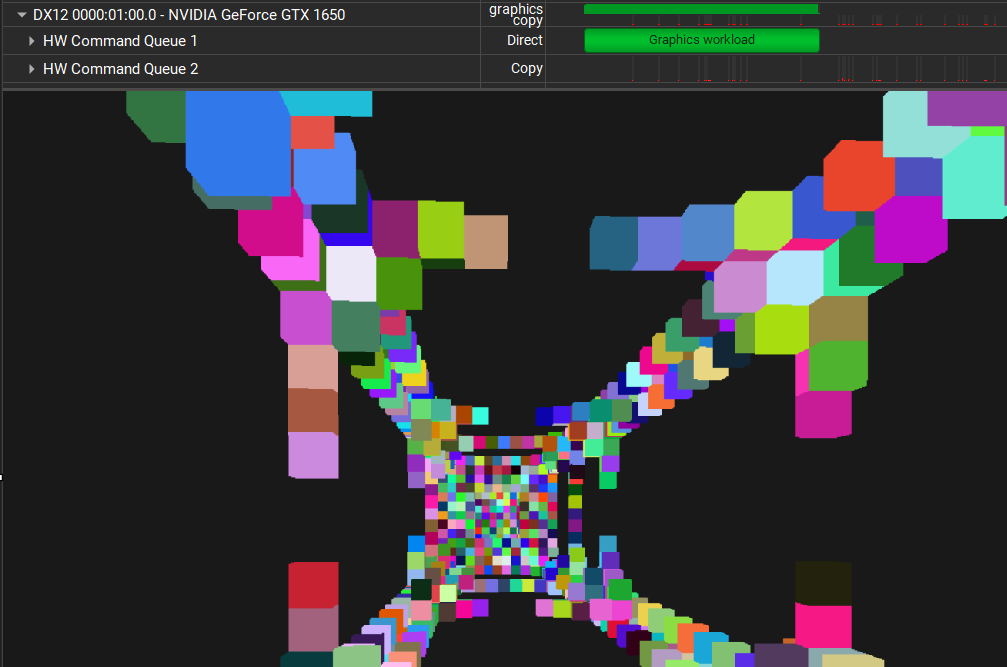 DX12 0000:01:00.0 - NVIDIA GeForce GTX 1650
graphics
copy
HW Command Queue 1
Direct
Graphics workload
HW Command Queue 2
Copy